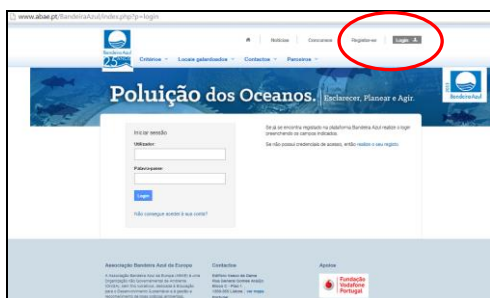 www.abae.pt/BandeiraAzul/index.php?p=login
Notícias Concursos Registe-se Login
Bandeira Azul
25
Critérios Locais galardoados Contactos Parceiros
Poluição dos Oceanos. Esclarecer, Planear e Agir.
Bandeira Azul
Iniciar sessão
Utilizador:
Palavra-passe:
Login
Não consegue aceder à sua conta?
Se já se encontra registado na plataforma Bandeira Azul realize o login
preenchendo os campos indicados.
Se não possui credenciais de acesso, então realize o seu registo.
Associação Bandeira Azul da Europa
Contactos
Apoios
Fundação
Vodafone
Portugal